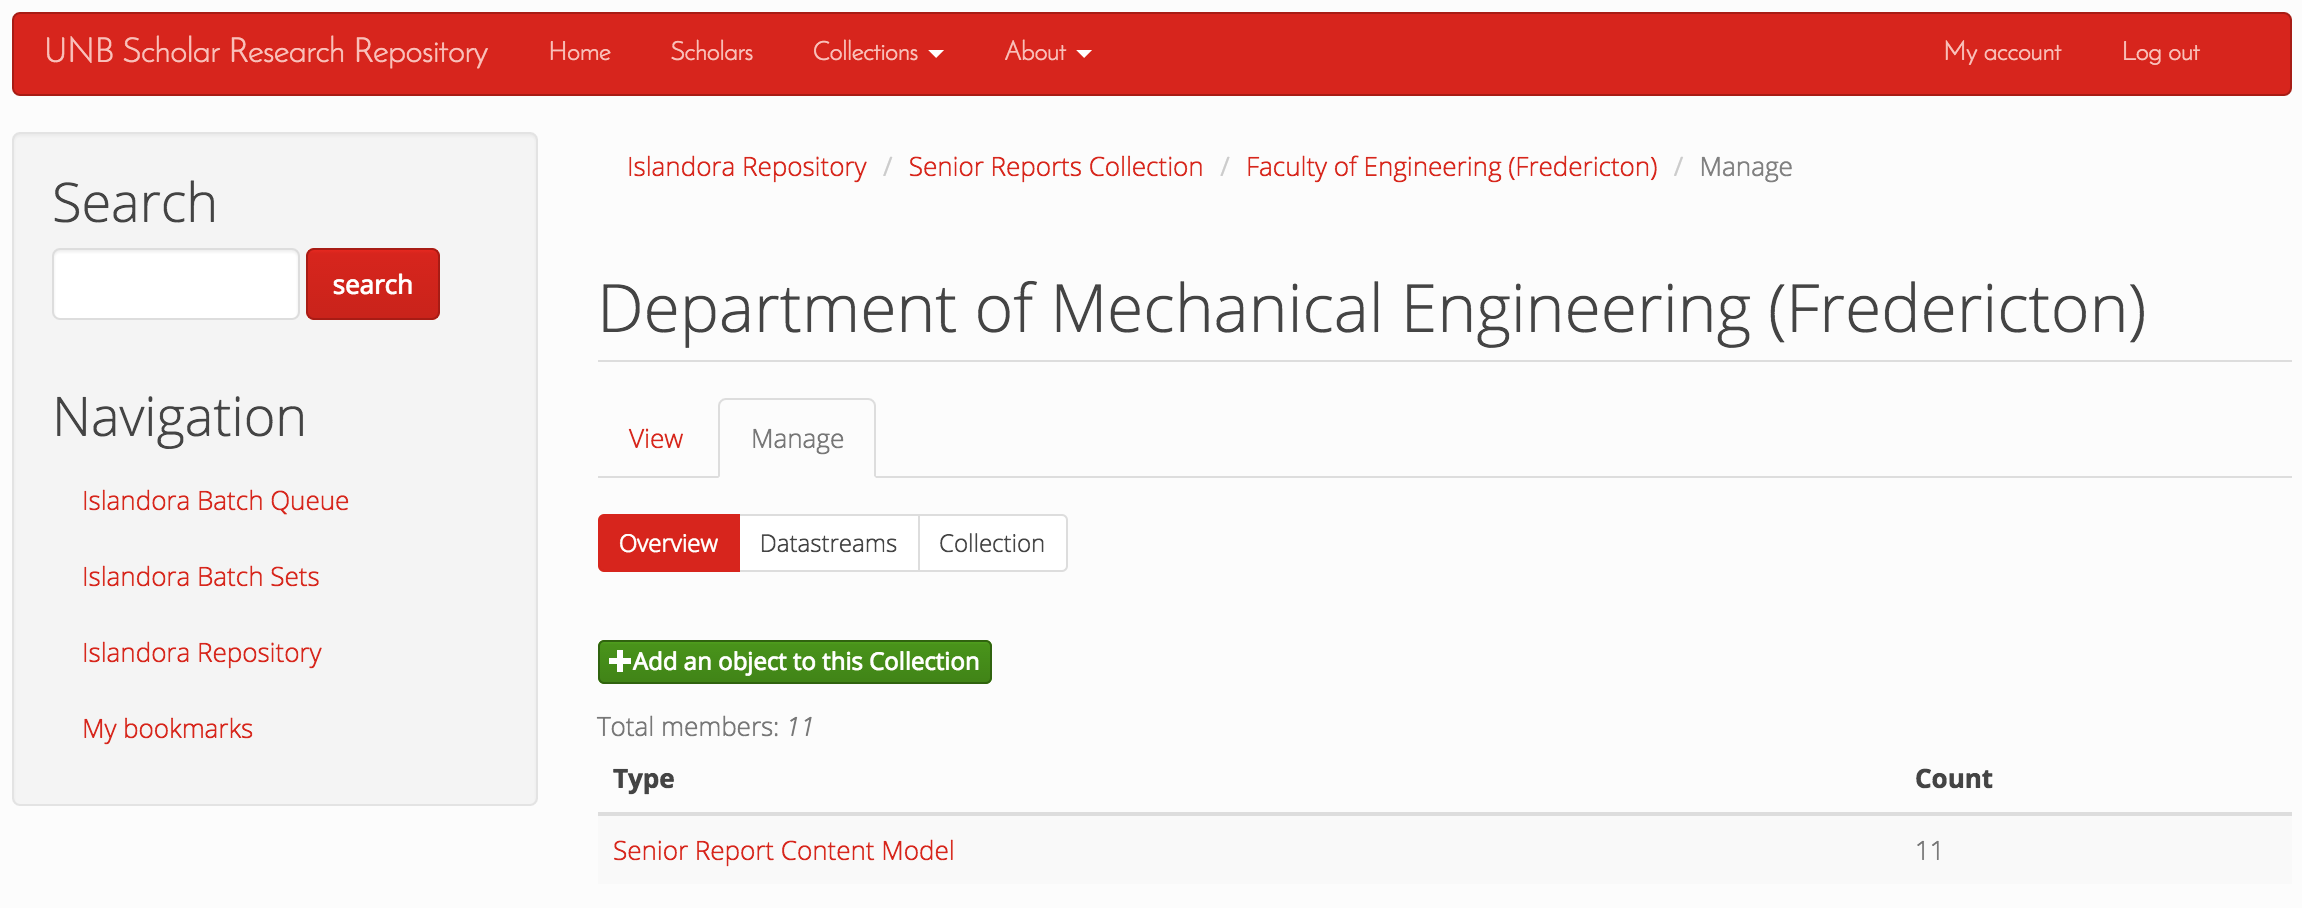 UNB Scholar Research Repository Home Scholars Collections About My account Log out
Search
search
Navigation
Islandora Batch Queue
Islandora Batch Sets
Islandora Repository
My bookmarks
Islandora Repository / Senior Reports Collection / Faculty of Engineering (Fredericton) / Manage
Department of Mechanical Engineering (Fredericton)
View Manage
Overview Datastreams Collection
+Add an object to this Collection
Total members: 11
Type Count
Senior Report Content Model 11